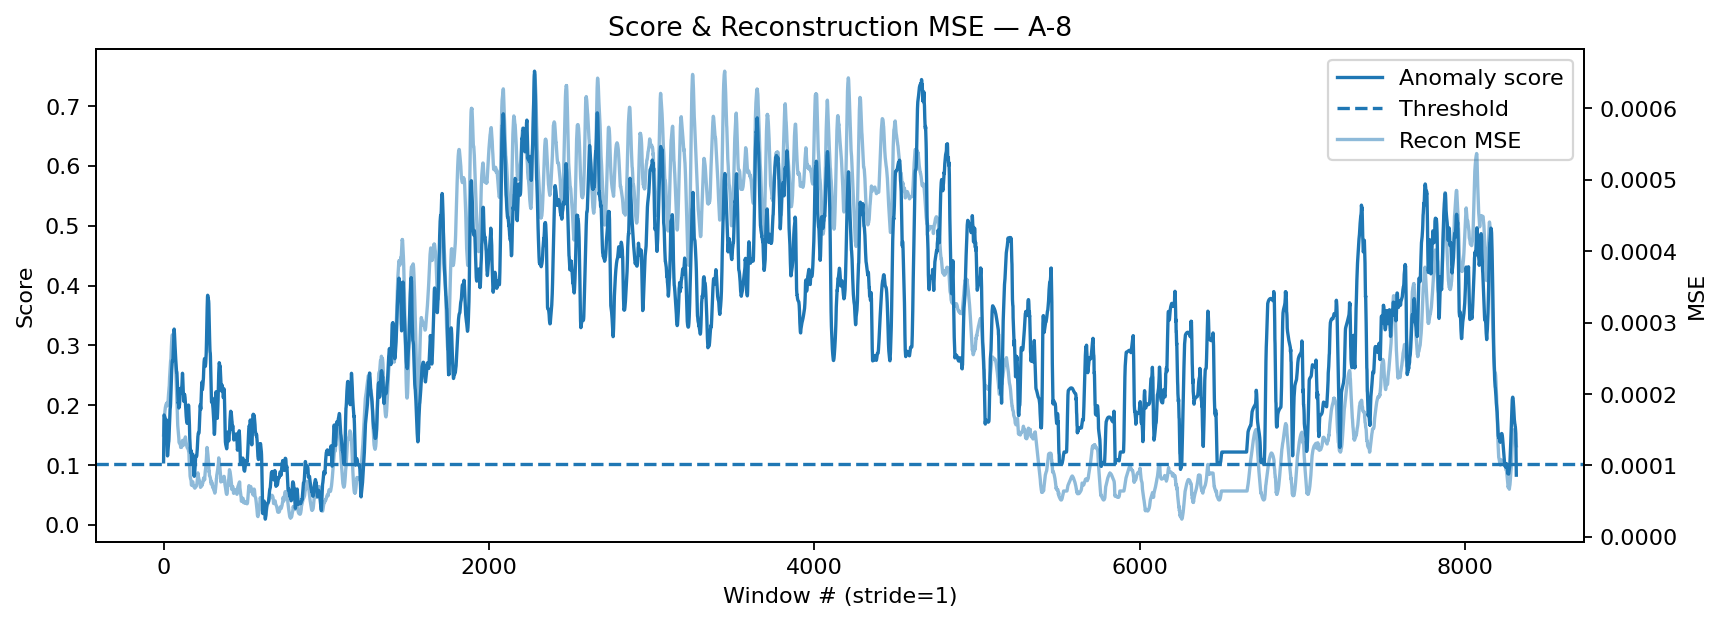 Score & Reconstruction MSE — A-8
Anomaly score
Threshold
Recon MSE
Score
0.7
0.6
0.5
0.4
0.3
0.2
0.1
0.0
0.0006
0.0005
0.0004
0.0003
0.0002
0.0001
0.0000
MSE
0 2000 4000 6000 8000
Window # (stride=1)